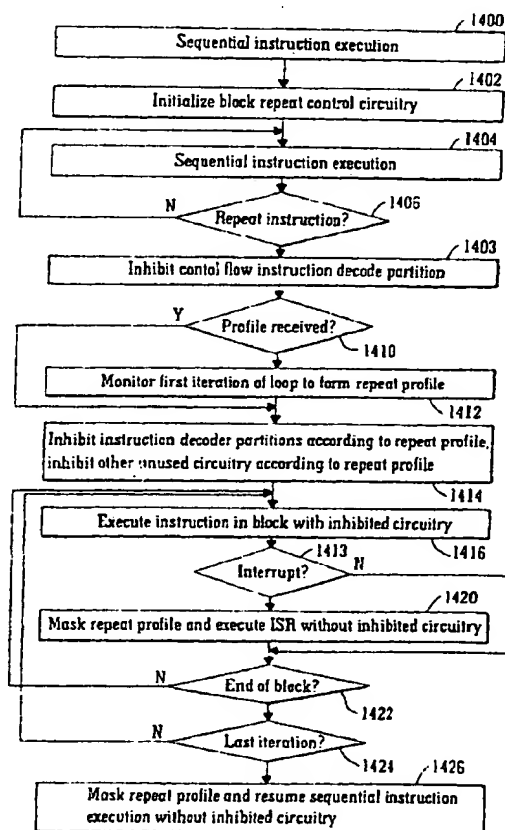 1400
Sequential instruction execution
1402
Initialize block repeat control circuitry
1404
Sequential instruction execution
N
1406
Repeat instruction?
1403
Inhibit contol flow instruction decode partition
Y
Profile received?
1410
Monitor first iteration of loop to form repeat profile
1412
Inhibit instruction decoder partitions according to repeat profile,
inhibit other unused circuitry according to repeat profile
1414
Execute instruction in block with inhibited circuitry
1413
1416
Interrupt?
N
1420
Mask repeat profile and execute ISR without inhibited circuitry
N
End of block?
1422
N
Last iteration?
1424
1426
Mask repeat profile and resume sequential instruction
execution without inhibited circuitry